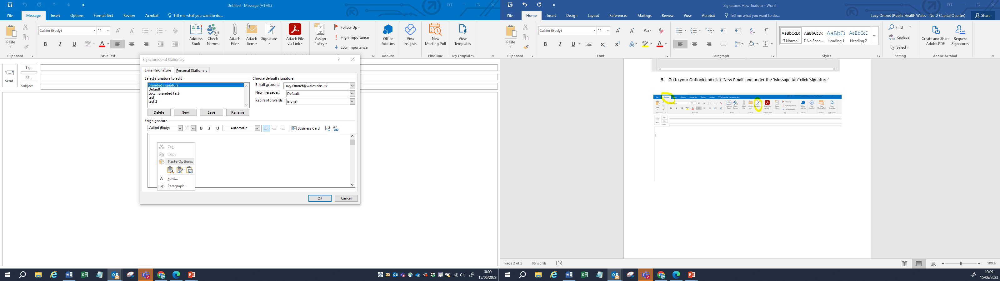 Untitled - Message (HTML)
File Message Insert Options Format Text Review Acrobat Tell me what you want to do...
Paste
Calibri (Body) 11
B I U A
Address Book
Check Names
Attach File
Attach Item
Signature
Attach File via Link
Assign Policy
Follow Up
High Importance
Low Importance
Office Add-ins
Viva Insights
New Meeting Poll
View Templates
Clipboard Basic Text Add-ins FindTime My Templates
Send
To...
Cc...
Subject
Signatures and Stationery ?
E-mail Signature Personal Stationery
Select signature to edit
branded signature
Default
Lucy - branded test
test
test 2
Delete New Save Rename
Choose default signature
E-mail account: Lucy.Omnet@wales.nhs.uk
New messages: Default
Replies/forwards: (none)
Edit signature
Calibri (Body) 11 B I U Automatic Business Card
Cut
Copy
Paste Options:
Font...
Paragraph...
OK Cancel
10:09
15/06/2023
Signatures How To.docx - Word
File Home Insert Design Layout References Mailings Review View Acrobat Tell me what you want to do... Lucy Omnet (Public Health Wales - No. 2 Capital Quarter) Share
Paste
Calibri (Body) 11 Aa
B I U abc X₂ X² A
AaBbCcDc AaBbCcDc AaBbCc AaBbCcC
¶ Normal ¶ No Spac... Heading 1 Heading 2
Find
Replace
Select
Create and Share Adobe PDF
Request Signatures
Clipboard Font Paragraph Styles Editing Adobe Acrobat
5. Go to your Outlook and click ‘New Email’ and under the ‘Message tab’ click ‘signature’
Page 2 of 2 86 words 100%
10:09
15/06/2023